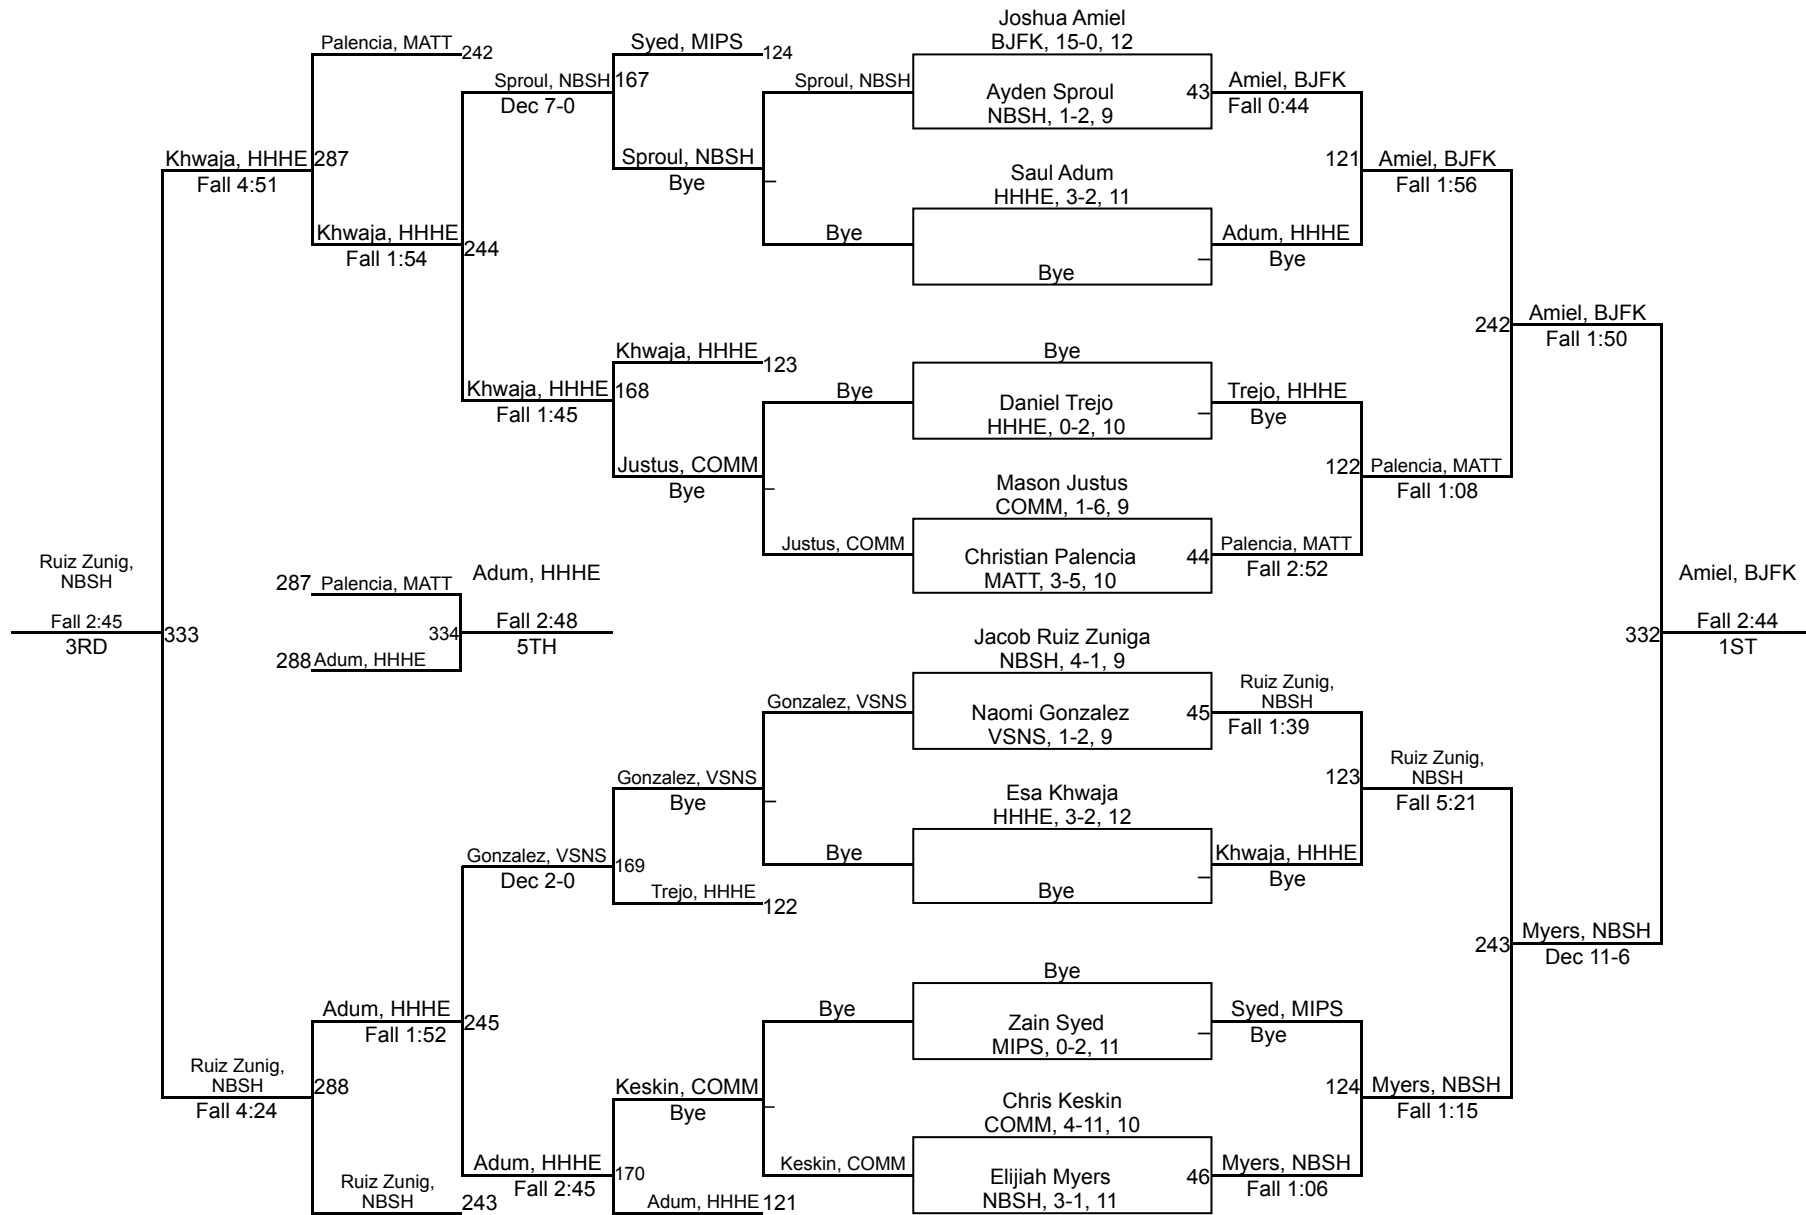 Joshua Amiel
BJFK, 15-0, 12
Palencia, MATT
242
Syed, MIPS
124
Sproul, NBSH
167
Dec 7-0
Sproul, NBSH
Ayden Sproul
NBSH, 1-2, 9
43
Amiel, BJFK
Fall 0:44
Khwaja, HHHE
287
Fall 4:51
Sproul, NBSH
Bye
–
Saul Adum
HHHE, 3-2, 11
121
Amiel, BJFK
Fall 1:56
Khwaja, HHHE
244
Fall 1:54
Bye
Bye
Adum, HHHE
–
Bye
242
Amiel, BJFK
Fall 1:50
Khwaja, HHHE
123
Bye
Khwaja, HHHE
168
Fall 1:45
Bye
Daniel Trejo
HHHE, 0-2, 10
Trejo, HHHE
–
Bye
Justus, COMM
Bye
–
Mason Justus
COMM, 1-6, 9
122
Palencia, MATT
Fall 1:08
Justus, COMM
Christian Palencia
MATT, 3-5, 10
44
Palencia, MATT
Fall 2:52
Ruiz Zunig,
NBSH
Fall 2:45
3RD
333
287
Palencia, MATT
Adum, HHHE
334
Fall 2:48
5TH
288
Adum, HHHE
Amiel, BJFK
332
Fall 2:44
1ST
Jacob Ruiz Zuniga
NBSH, 4-1, 9
Gonzalez, VSNS
Naomi Gonzalez
VSNS, 1-2, 9
45
Ruiz Zunig,
NBSH
Fall 1:39
Gonzalez, VSNS
Bye
–
Esa Khwaja
HHHE, 3-2, 12
123
Ruiz Zunig,
NBSH
Fall 5:21
Gonzalez, VSNS
169
Dec 2-0
Bye
Bye
Khwaja, HHHE
–
Bye
Trejo, HHHE
122
243
Myers, NBSH
Dec 11-6
Bye
Adum, HHHE
245
Fall 1:52
Bye
Zain Syed
MIPS, 0-2, 11
Syed, MIPS
–
Bye
Ruiz Zunig,
NBSH
288
Fall 4:24
Keskin, COMM
Bye
–
Chris Keskin
COMM, 4-11, 10
124
Myers, NBSH
Fall 1:15
Adum, HHHE
170
Fall 2:45
Keskin, COMM
Elijiah Myers
NBSH, 3-1, 11
46
Myers, NBSH
Fall 1:06
Ruiz Zunig,
NBSH
243
Adum, HHHE
121